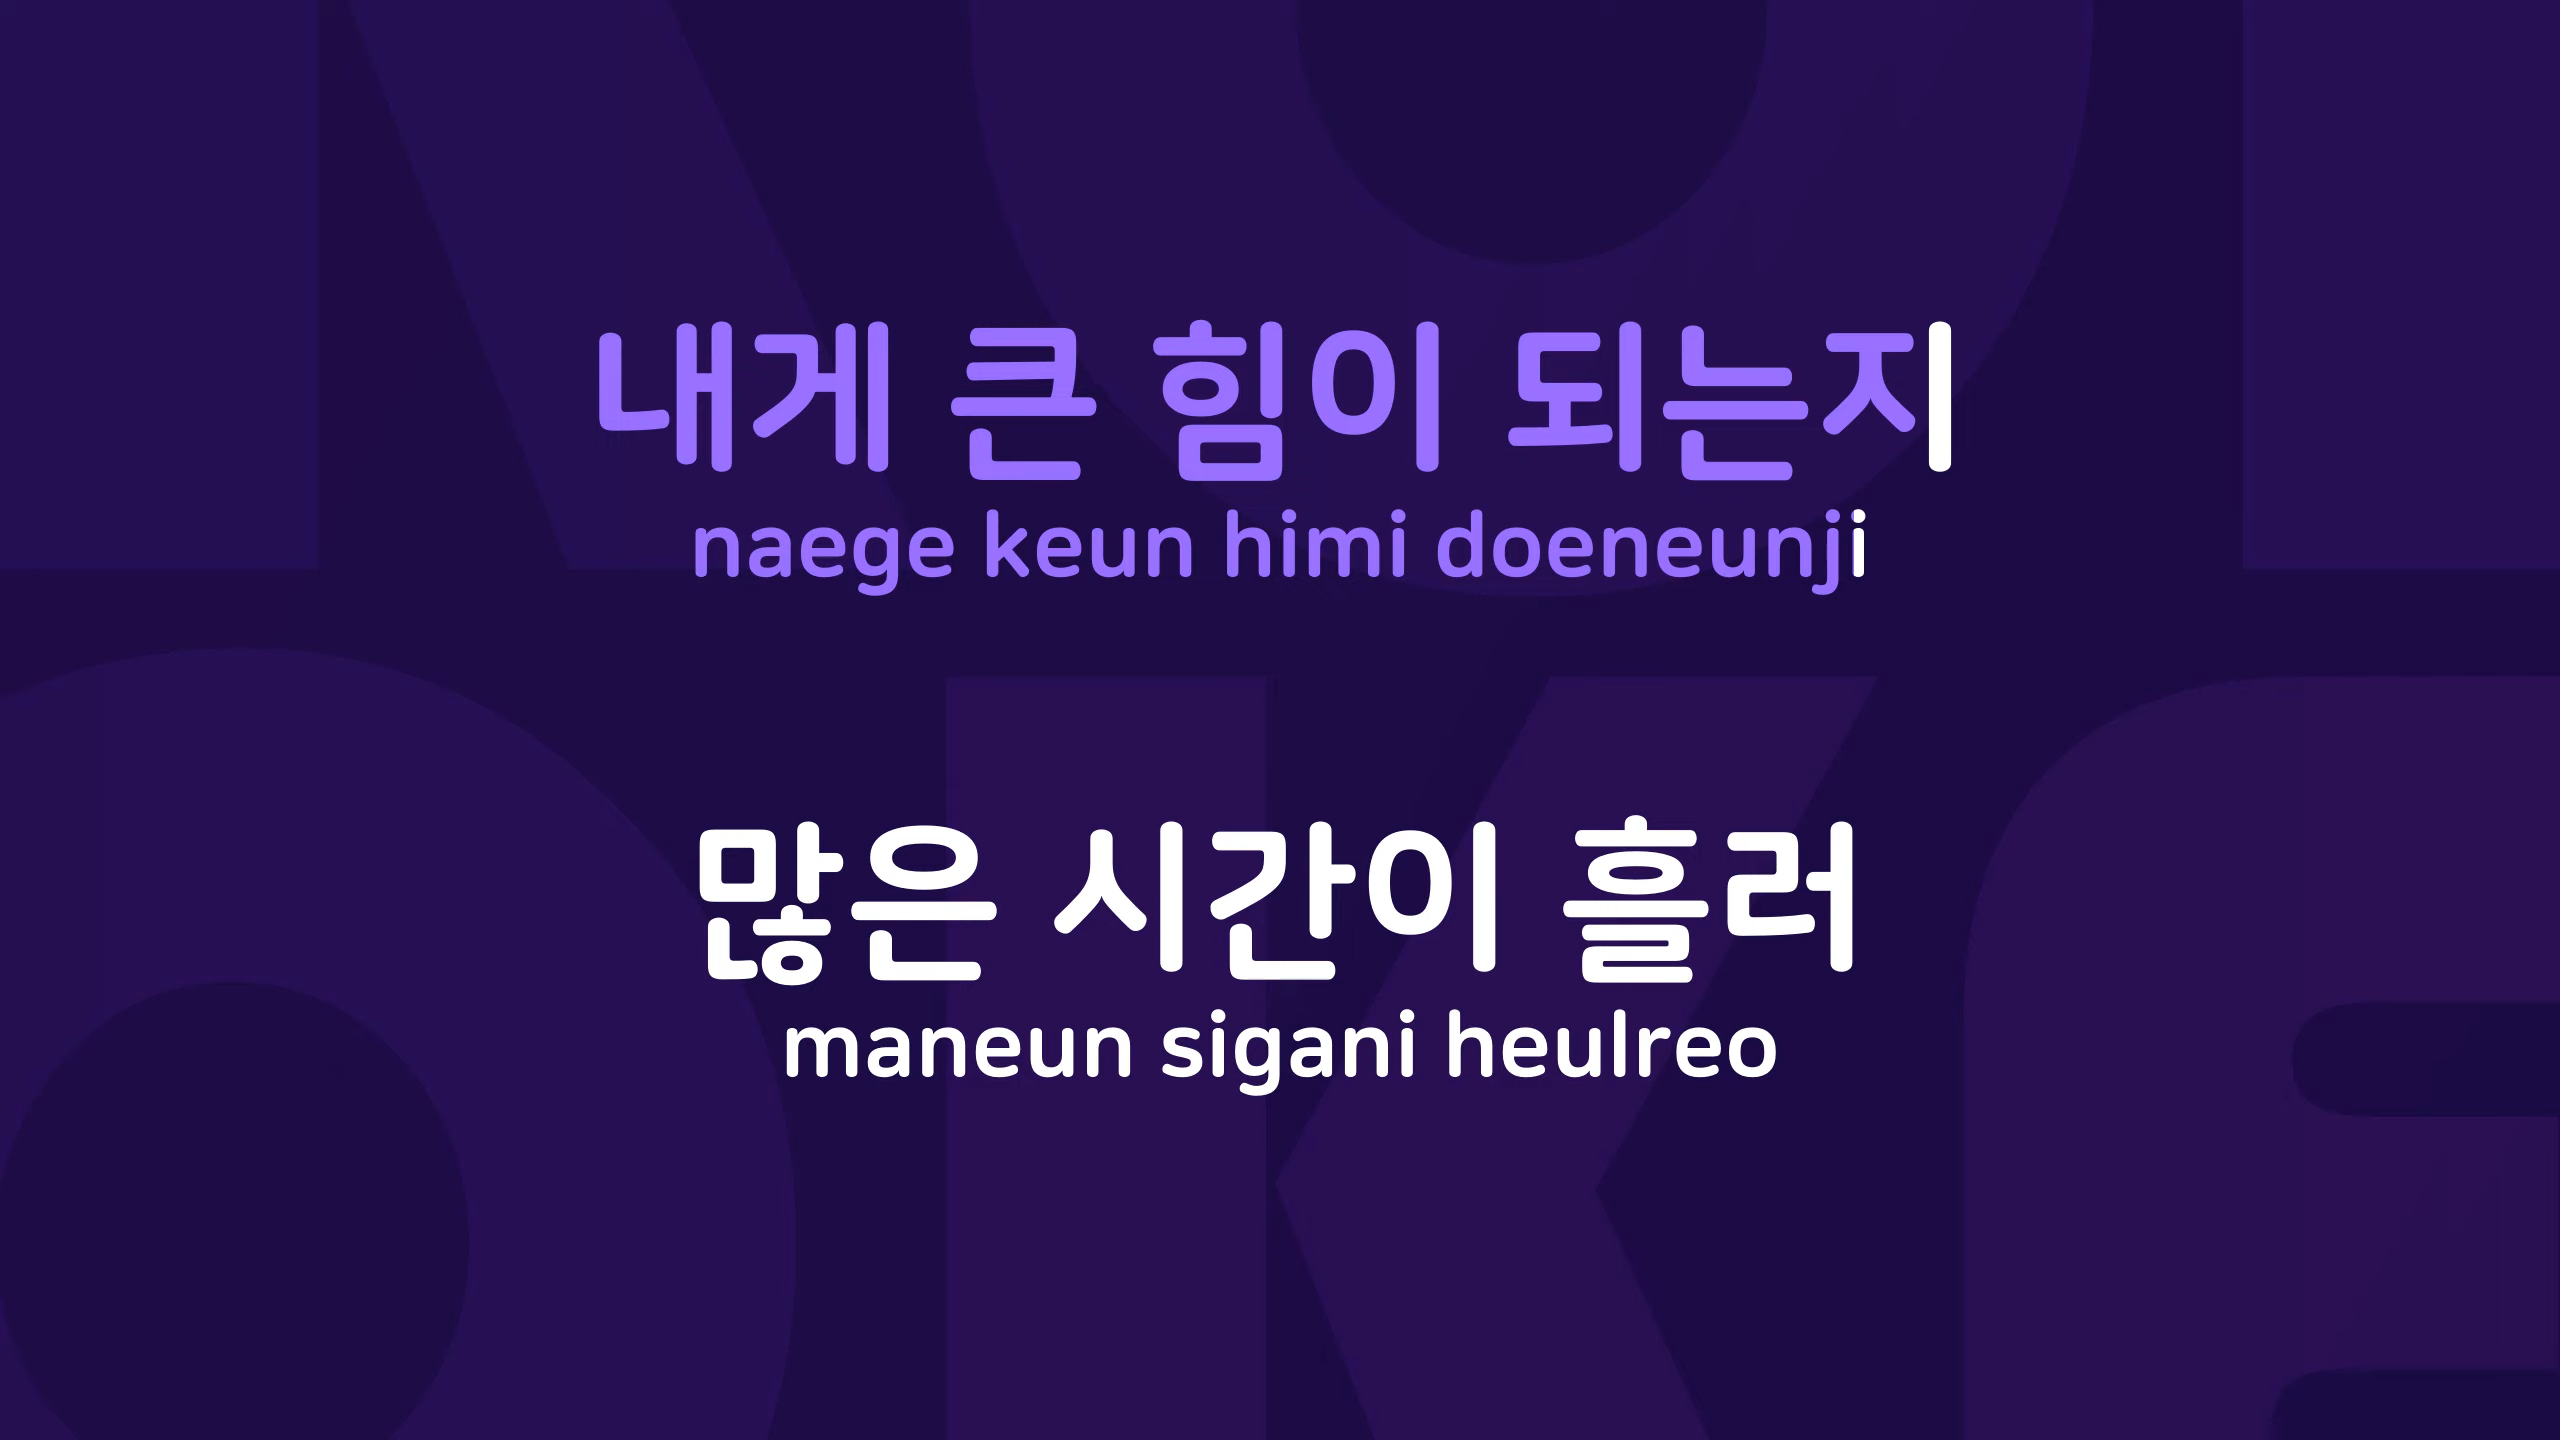 내게 큰 힘이 되는지
naege keun himi doeneunji
많은 시간이 흘러
maneun sigani heulreo